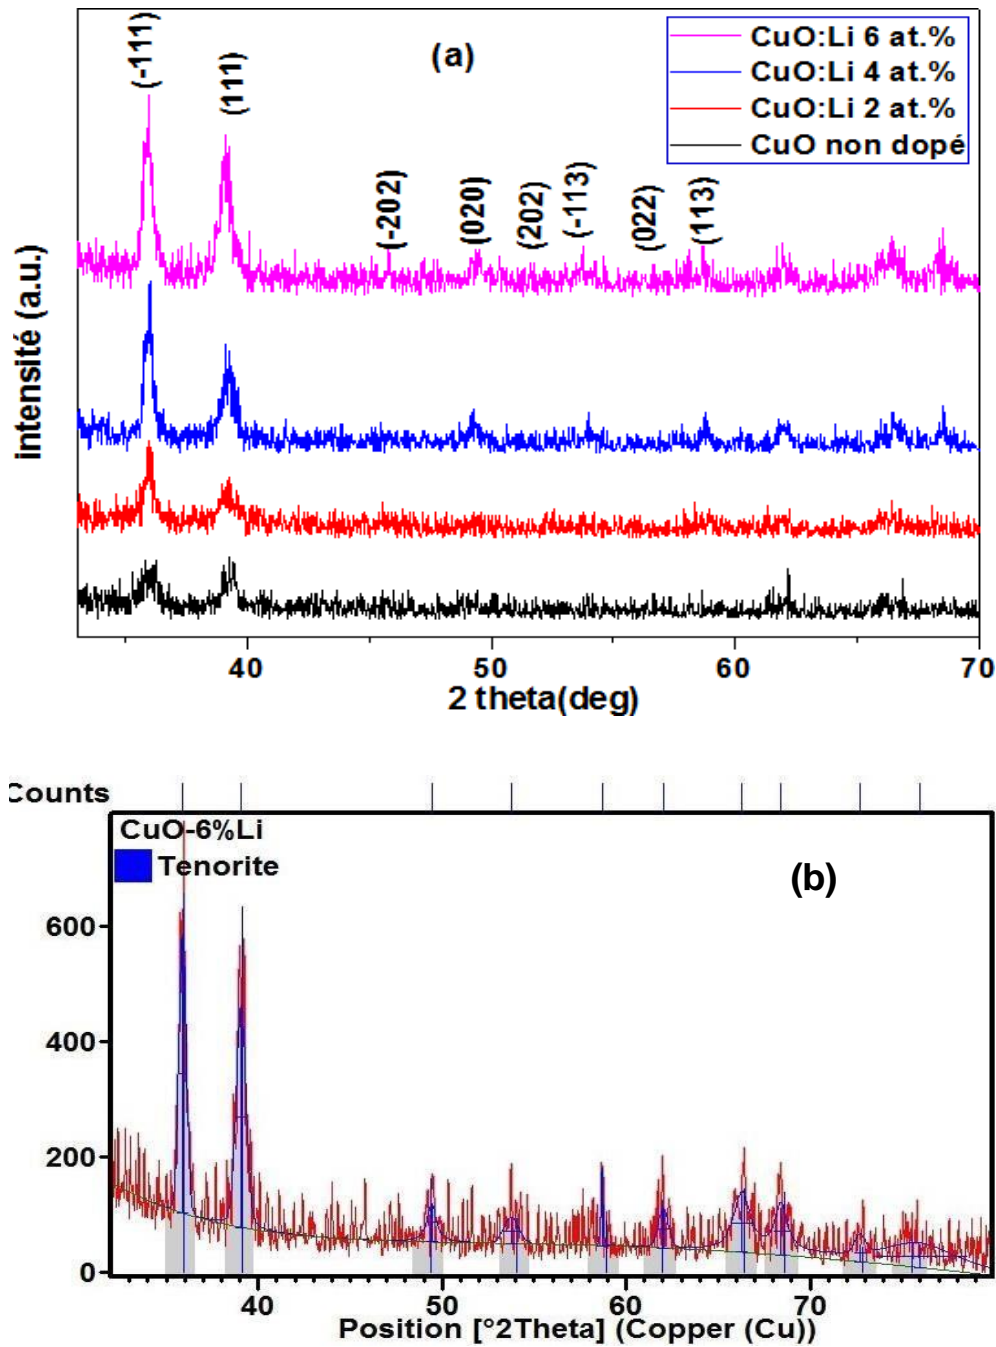 (-111)
(111)
(a)
CuO:Li 6 at.%
CuO:Li 4 at.%
CuO:Li 2 at.%
CuO non dopé
(-202)
(020)
(202)
(-113)
(022)
(113)
intensité (a.u.)
40
50
60
70
2 theta(deg)
Counts
CuO-6%Li
Tenorite
(b)
600
400
200
0
40
50
60
70
Position [°2Theta] (Copper (Cu))